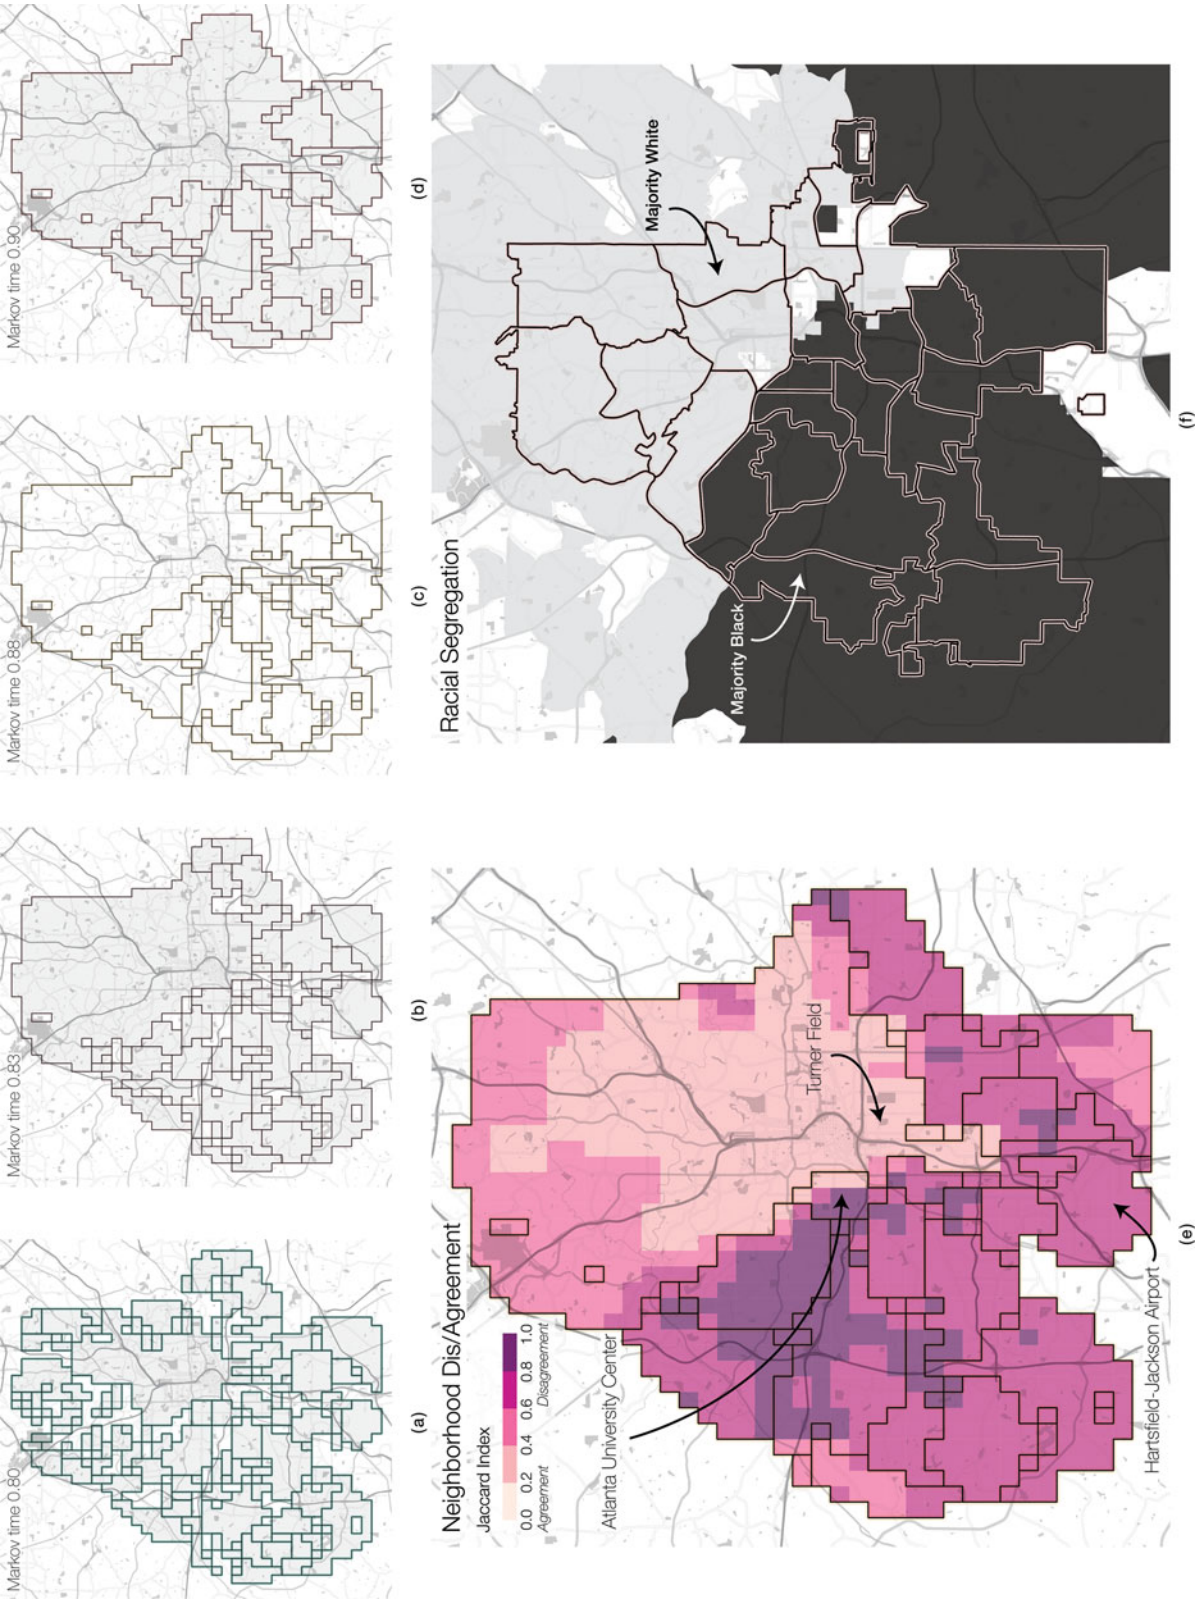 Markov time 0.80
(a)
Markov time 0.83
(b)
Markov time 0.88
(c)
Markov time 0.90
(d)
Neighborhood Dis/Agreement
Jaccard Index
0.0 0.2 0.4 0.6 0.8 1.0
Agreement Disagreement
Atlanta University Center
Turner Field
Hartsfield-Jackson Airport
(e)
Racial Segregation
Majority White
Majority Black
(f)